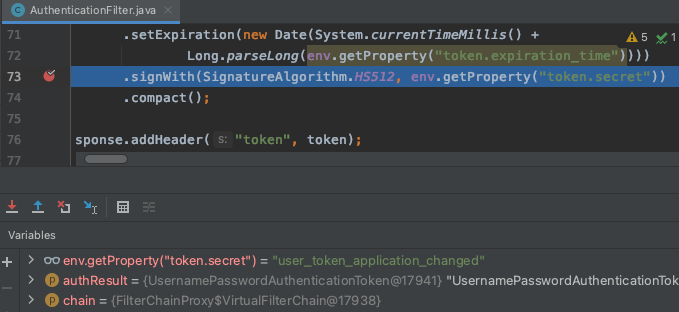 AuthenticationFilter.java ×
71 .setExpiration(new Date(System.currentTimeMillis() + 5 1
72 Long.parseLong(env.getProperty("token.expiration_time"))))
73 .signWith(SignatureAlgorithm.HS512, env.getProperty("token.secret"))
74 .compact();
75
76 sponse.addHeader( s: "token", token);
77
Variables
env.getProperty("token.secret") = "user_token_application_changed"
authResult = {UsernamePasswordAuthenticationToken@17941} "UsernamePasswordAuthenticationTok
chain = {FilterChainProxy$VirtualFilterChain@17938}